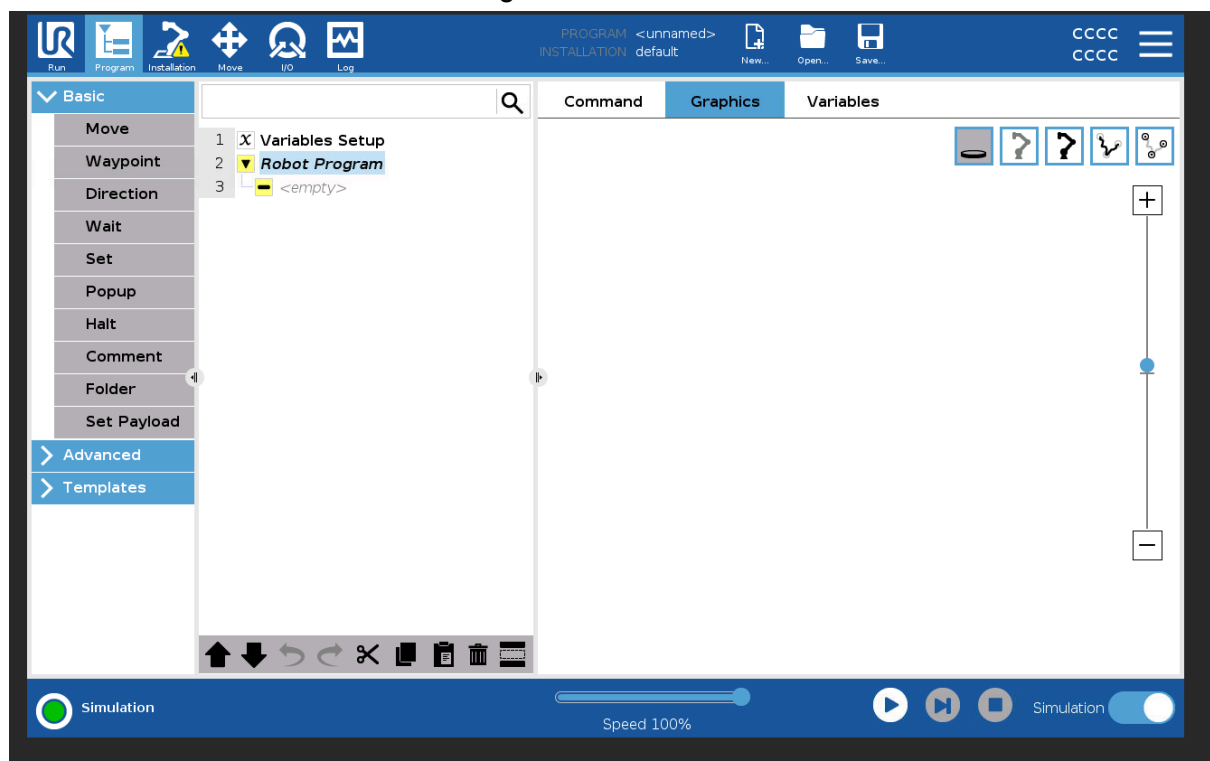 PROGRAM <unnamed>
INSTALLATION default
CCCC
CCCC
UR
Run
Program
Installation
Move
I/O
Log
New...
Open...
Save...
Basic
Move
Waypoint
Direction
Wait
Set
Popup
Halt
Comment
Folder
Set Payload
Advanced
Templates
1 X Variables Setup
2 Robot Program
3 <empty>
Command Graphics Variables
Simulation
Speed 100%
Simulation